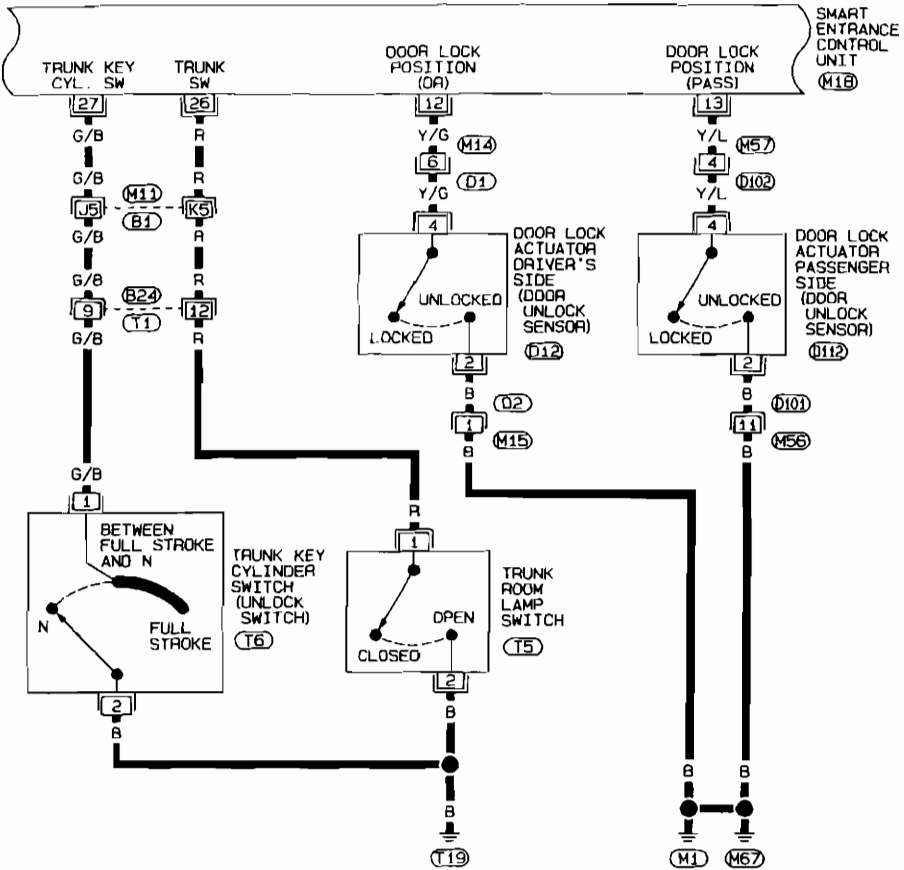 SMART
ENTRANCE
CONTROL
UNIT
M18
TRUNK KEY
CYL. SW
TRUNK
SW
DOOR LOCK
POSITION
(DR)
DOOR LOCK
POSITION
(PASS)
27
26
12
13
G/B
R
Y/G
Y/L
M14
M57
6
4
D1
D102
G/B
R
Y/G
Y/L
M11
J5
K5
B1
4
4
G/B
R
DOOR LOCK
ACTUATOR
DRIVER'S
SIDE
(DOOR
UNLOCK
SENSOR)
D12
DOOR LOCK
ACTUATOR
PASSENGER
SIDE
(DOOR
UNLOCK
SENSOR)
D112
G/B
R
B24
9
12
T1
UNLOCKED
LOCKED
UNLOCKED
LOCKED
G/B
R
2
2
B
B
D2
D101
1
11
M15
M56
B
B
G/B
1
R
1
BETWEEN
FULL STROKE
AND N
N
FULL
STROKE
TRUNK KEY
CYLINDER
SWITCH
(UNLOCK
SWITCH)
T6
OPEN
CLOSED
TRUNK
ROOM
LAMP
SWITCH
T5
2
2
B
B
B
B
B
T19
M1
M67